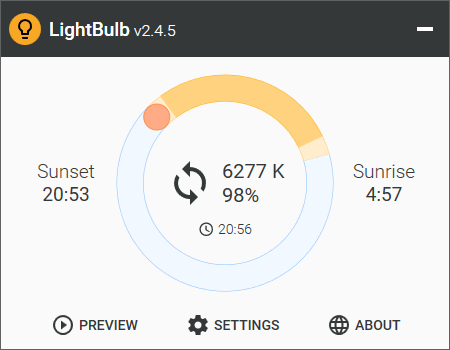 LightBulb v2.4.5
Sunset
20:53
6277 K
98%
20:56
Sunrise
4:57
PREVIEW
SETTINGS
ABOUT